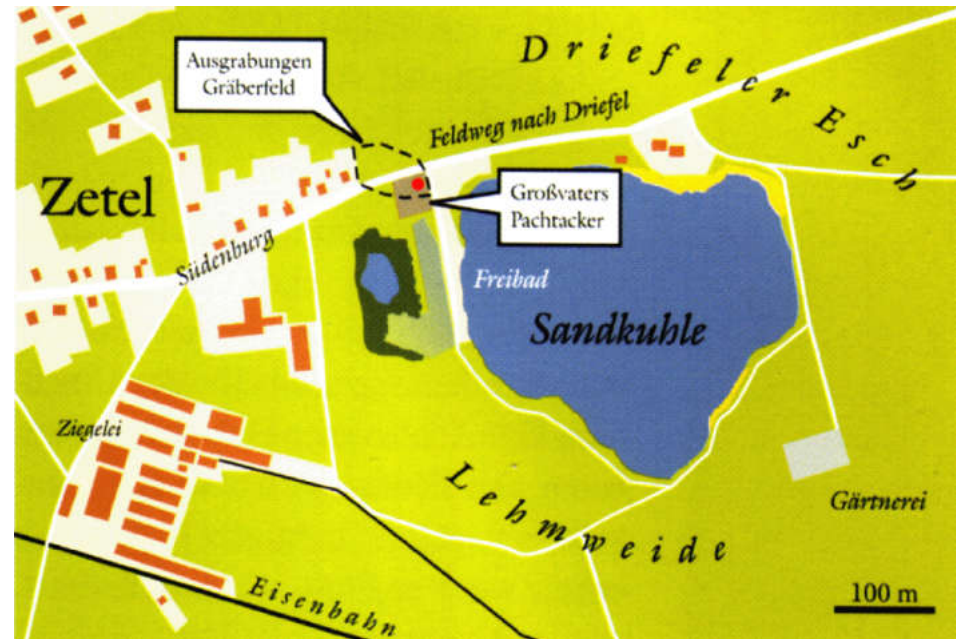 Ausgrabungen
Gräberfeld
Driefeler Esch
Feldweg nach Driefel
Zetel
Großvaters
Pachtacker
Südenburg
Freibad
Sandkuhle
Ziegelei
Lehmweide
Gärtnerei
Eisenbahn
100 m